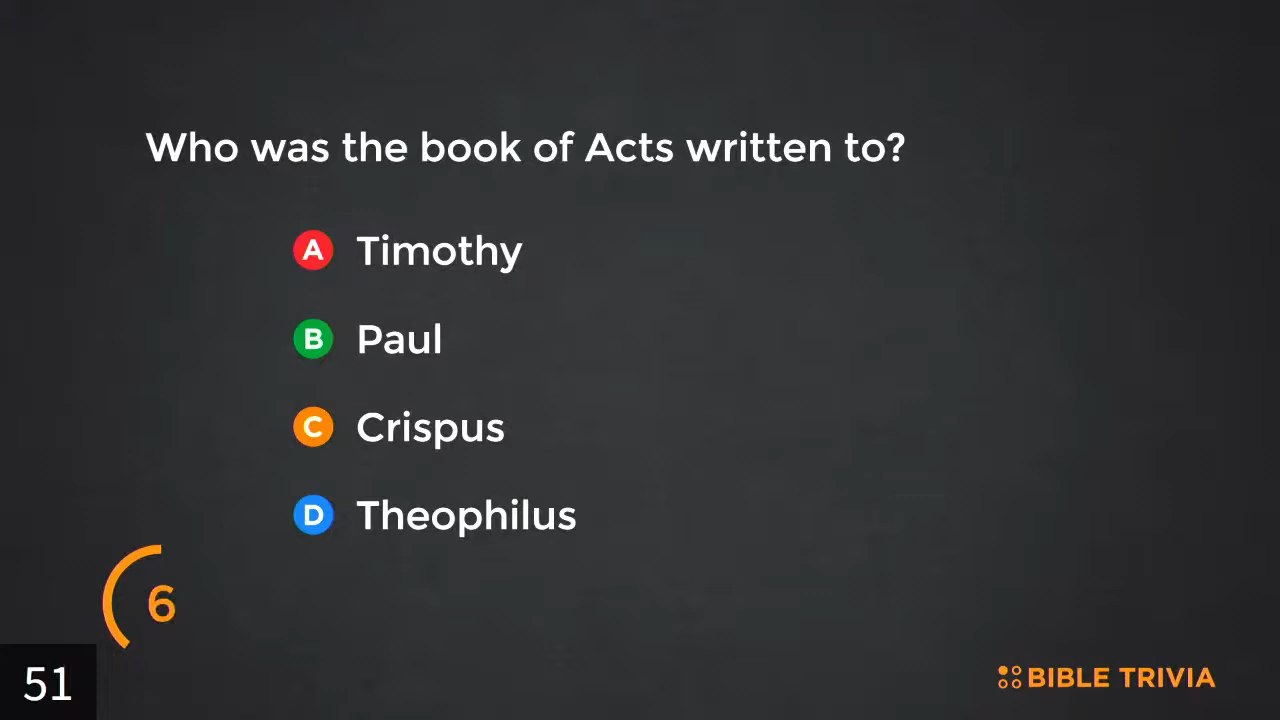 Who was the book of Acts written to?
A Timothy
B Paul
C Crispus
D Theophilus
6
51
BIBLE TRIVIA